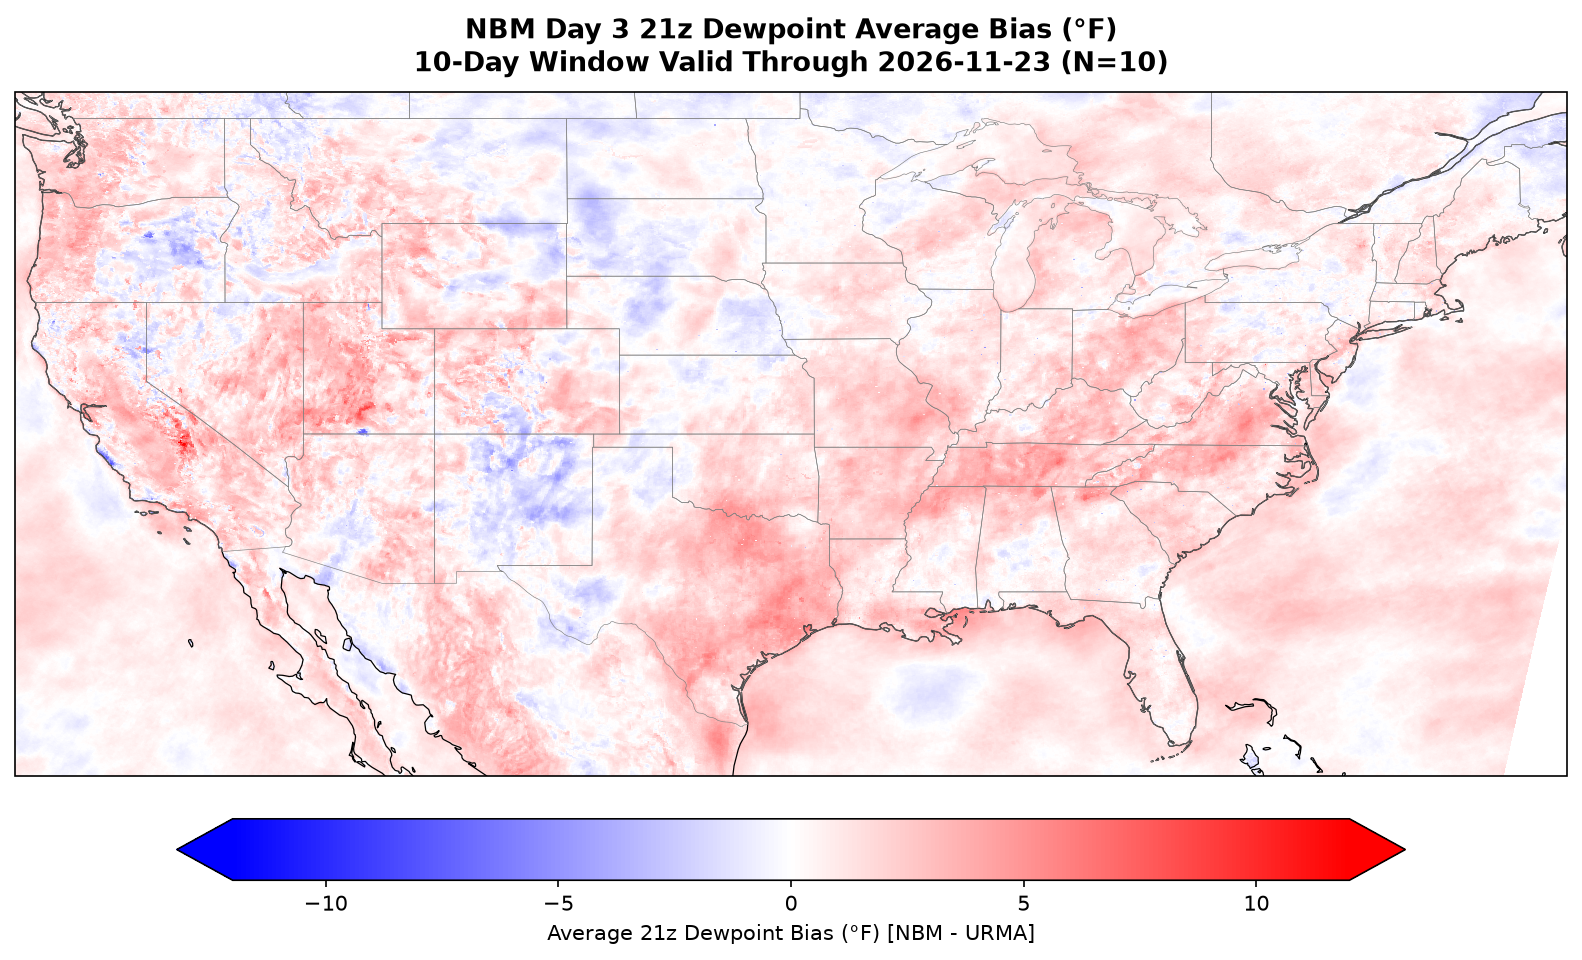 NBM Day 3 21z Dewpoint Average Bias (°F)
10-Day Window Valid Through 2026-11-23 (N=10)
−10 −5 0 5 10
Average 21z Dewpoint Bias (°F) [NBM - URMA]